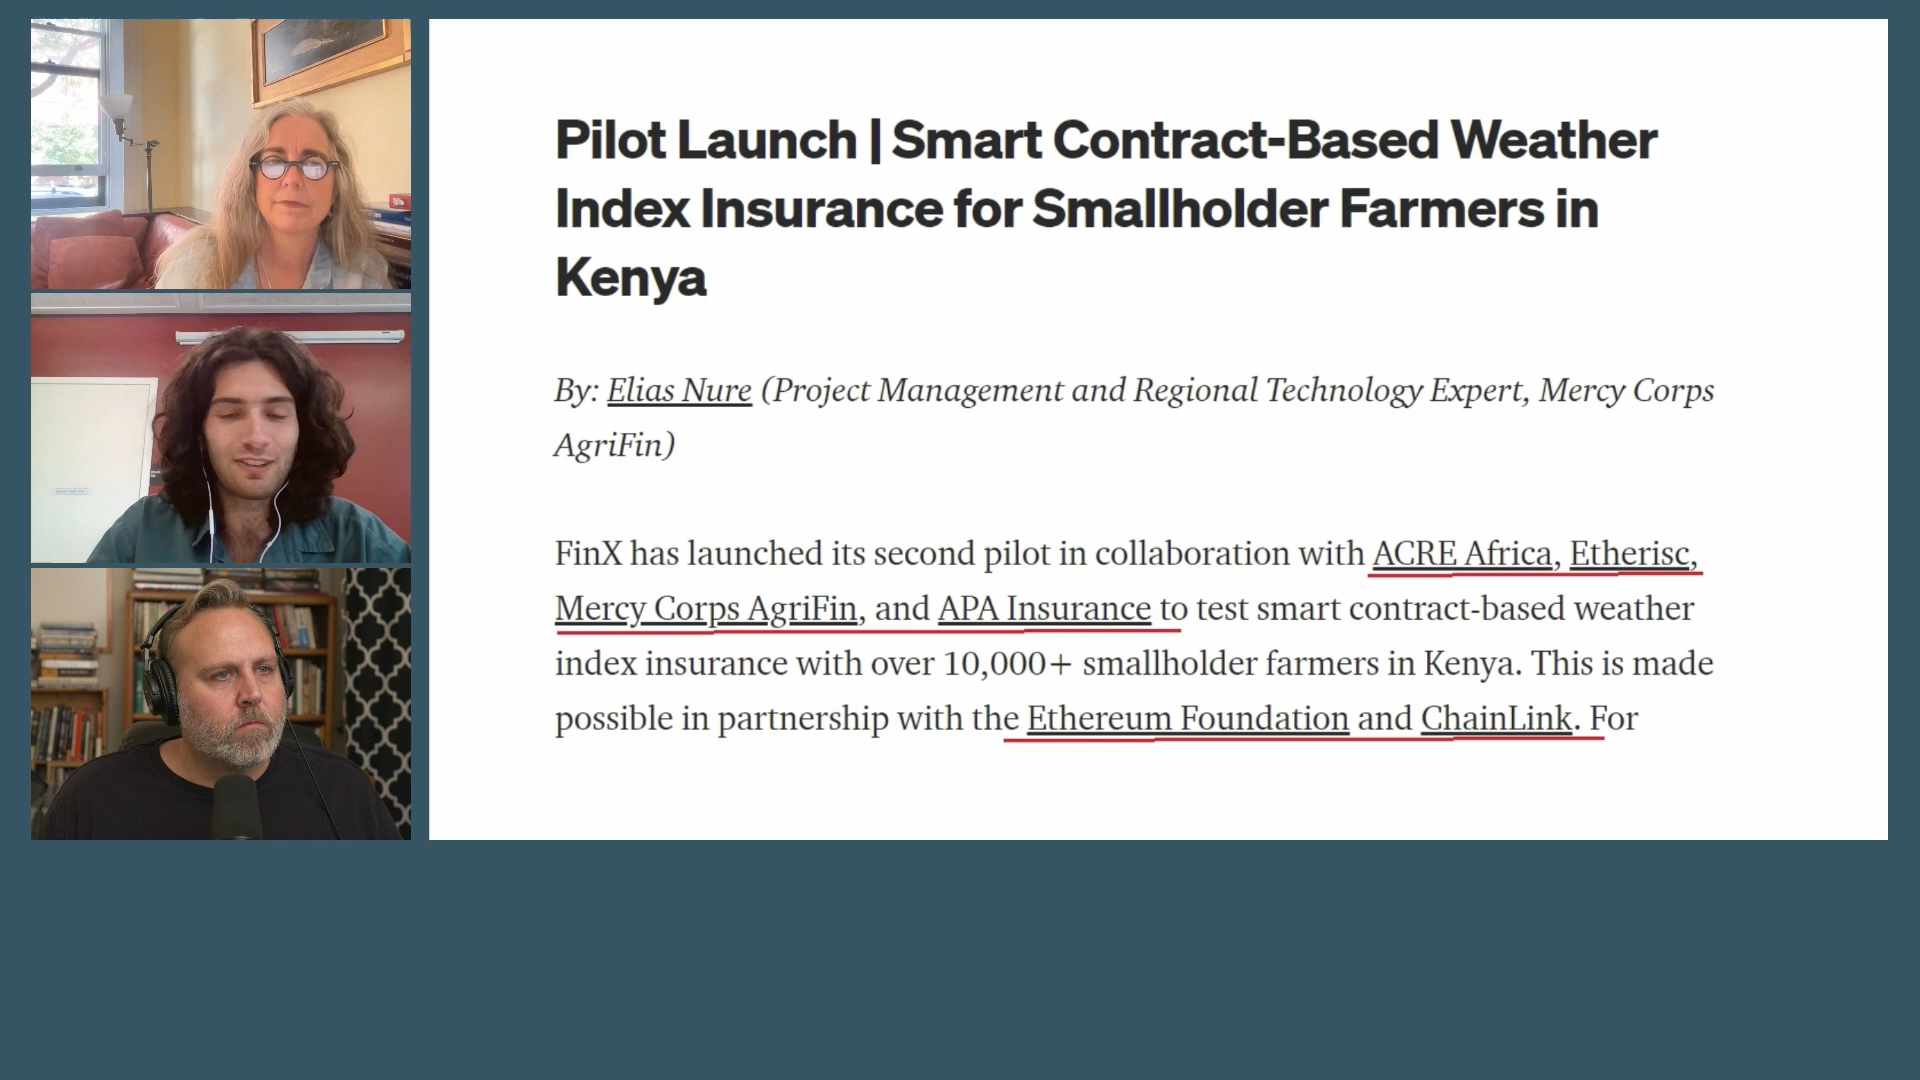 Pilot Launch | Smart Contract-Based Weather
Index Insurance for Smallholder Farmers in
Kenya
By: Elias Nure (Project Management and Regional Technology Expert, Mercy Corps
AgriFin)
FinX has launched its second pilot in collaboration with ACRE Africa, Etherisc,
Mercy Corps AgriFin, and APA Insurance to test smart contract-based weather
index insurance with over 10,000+ smallholder farmers in Kenya. This is made
possible in partnership with the Ethereum Foundation and ChainLink. For